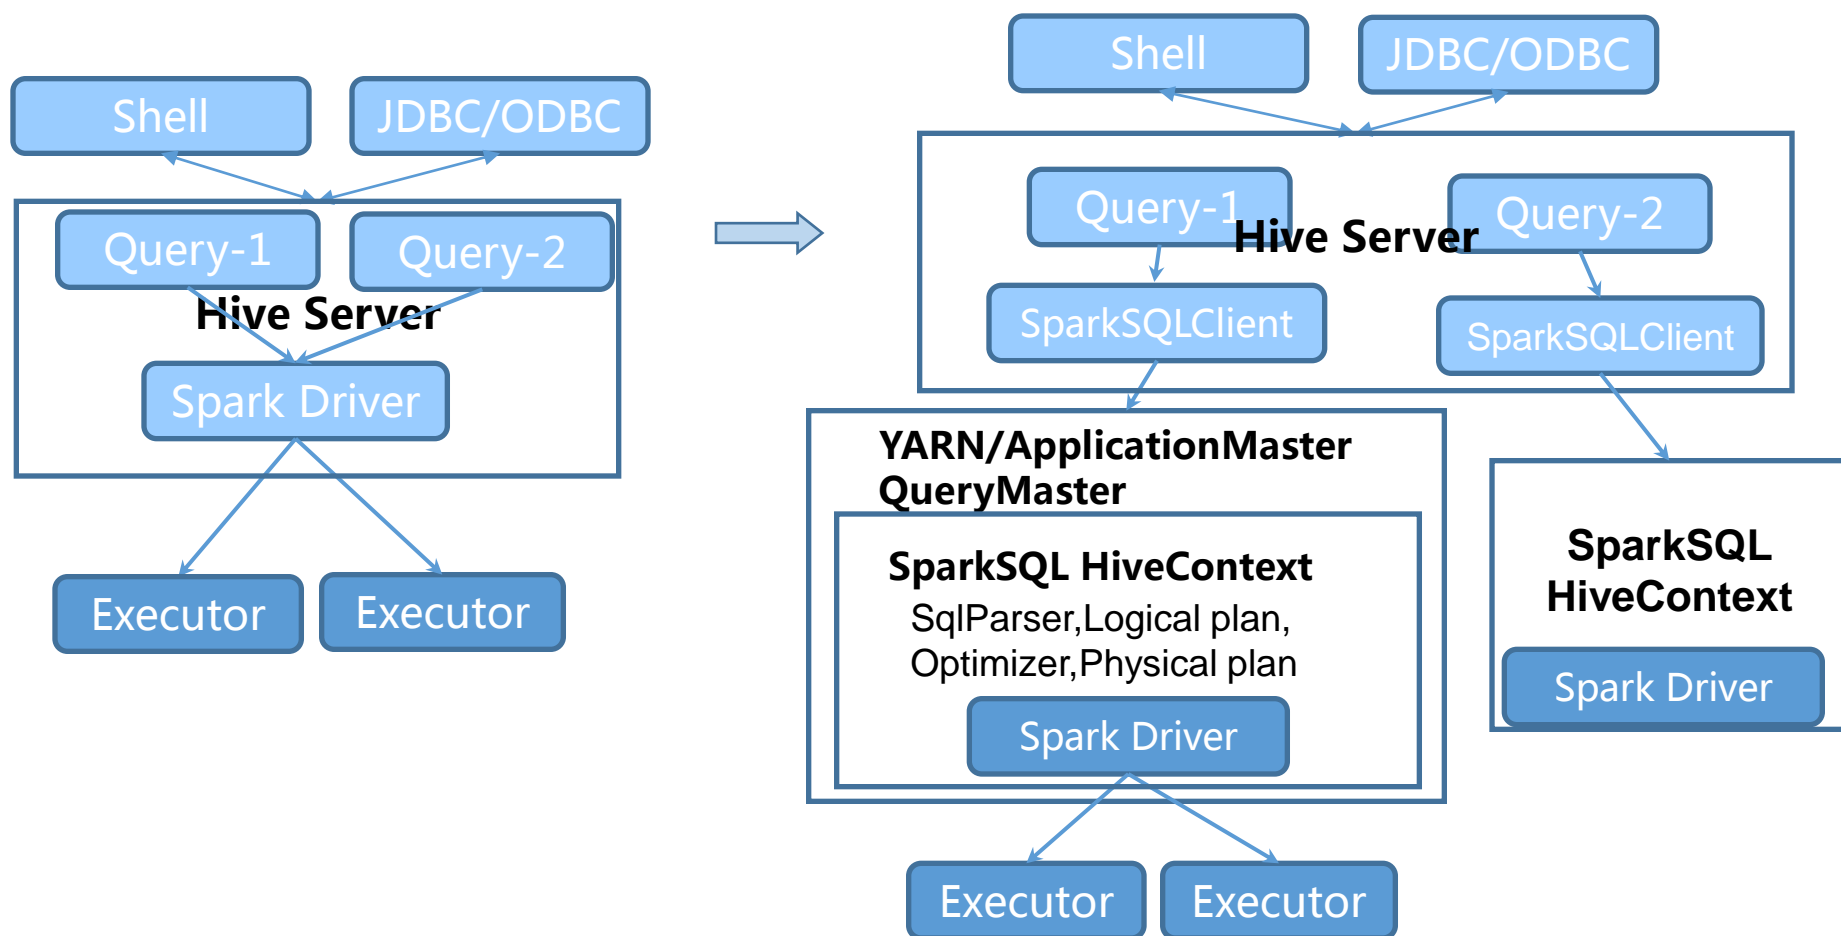 Shell
JDBC/ODBC
Query-1
Query-2
Hive Server
Spark Driver
Executor
Executor
Shell
JDBC/ODBC
Query-1
Query-2
Hive Server
SparkSQLClient
SparkSQLClient
YARN/ApplicationMaster
QueryMaster
SparkSQL HiveContext
SqlParser,Logical plan,
Optimizer,Physical plan
Spark Driver
SparkSQL
HiveContext
Spark Driver
Executor
Executor